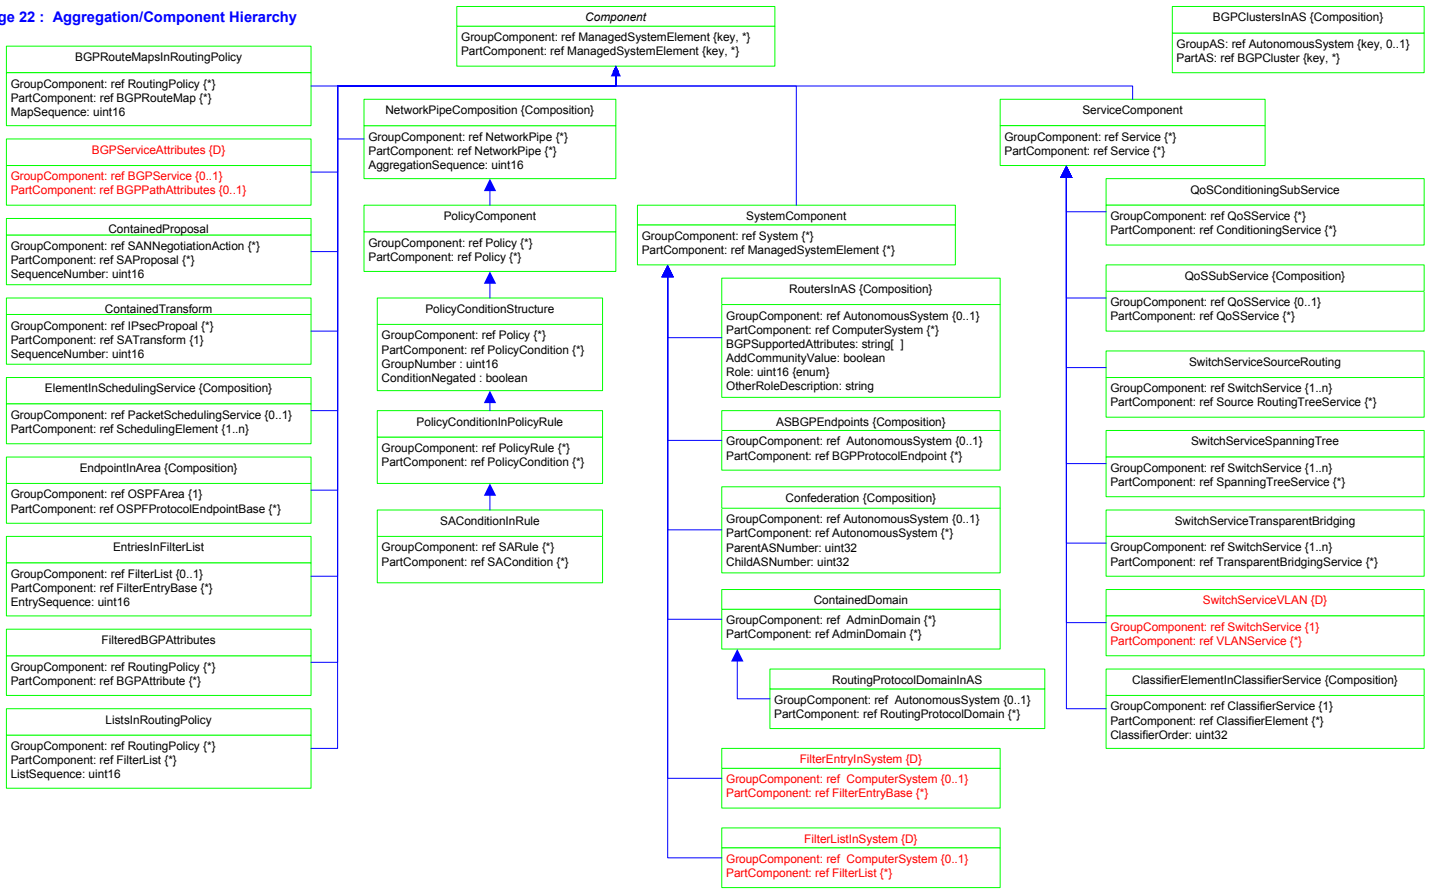 ge 22 : Aggregation/Component Hierarchy
Component
GroupComponent: ref ManagedSystemElement {key, *}
PartComponent: ref ManagedSystemElement {key, *}
BGPClustersInAS {Composition}
GroupAS: ref AutonomousSystem {key, 0..1}
PartAS: ref BGPCluster {key, *}
BGPRouteMapsInRoutingPolicy
GroupComponent: ref RoutingPolicy {*}
PartComponent: ref BGPRouteMap {*}
MapSequence: uint16
BGPServiceAttributes {D}
GroupComponent: ref BGPService {0..1}
PartComponent: ref BGPPathAttributes {0..1}
ContainedProposal
GroupComponent: ref SANNegotiationAction {*}
PartComponent: ref SAProposal {*}
SequenceNumber: uint16
ContainedTransform
GroupComponent: ref IPsecPropoal {*}
PartComponent: ref SATransform {1}
SequenceNumber: uint16
ElementInSchedulingService {Composition}
GroupComponent: ref PacketSchedulingService {0..1}
PartComponent: ref SchedulingElement {1..n}
EndpointInArea {Composition}
GroupComponent: ref OSPFArea {1}
PartComponent: ref OSPFProtocolEndpointBase {*}
EntriesInFilterList
GroupComponent: ref FilterList {0..1}
PartComponent: ref FilterEntryBase {*}
EntrySequence: uint16
FilteredBGPAttributes
GroupComponent: ref RoutingPolicy {*}
PartComponent: ref BGPAttribute {*}
ListsInRoutingPolicy
GroupComponent: ref RoutingPolicy {*}
PartComponent: ref FilterList {*}
ListSequence: uint16
NetworkPipeComposition {Composition}
GroupComponent: ref NetworkPipe {*}
PartComponent: ref NetworkPipe {*}
AggregationSequence: uint16
PolicyComponent
GroupComponent: ref Policy {*}
PartComponent: ref Policy {*}
PolicyConditionStructure
GroupComponent: ref Policy {*}
PartComponent: ref PolicyCondition {*}
GroupNumber : uint16
ConditionNegated : boolean
PolicyConditionInPolicyRule
GroupComponent: ref PolicyRule {*}
PartComponent: ref PolicyCondition {*}
SAConditionInRule
GroupComponent: ref SARule {*}
PartComponent: ref SACondition {*}
SystemComponent
GroupComponent: ref System {*}
PartComponent: ref ManagedSystemElement {*}
RoutersInAS {Composition}
GroupComponent: ref AutonomousSystem {0..1}
PartComponent: ref ComputerSystem {*}
BGPSupportedAttributes: string[ ]
AddCommunityValue: boolean
Role: uint16 {enum}
OtherRoleDescription: string
ASBGPEndpoints {Composition}
GroupComponent: ref AutonomousSystem {0..1}
PartComponent: ref BGPProtocolEndpoint {*}
Confederation {Composition}
GroupComponent: ref AutonomousSystem {0..1}
PartComponent: ref AutonomousSystem {*}
ParentASNumber: uint32
ChildASNumber: uint32
ContainedDomain
GroupComponent: ref AdminDomain {*}
PartComponent: ref AdminDomain {*}
RoutingProtocolDomainInAS
GroupComponent: ref AutonomousSystem {0..1}
PartComponent: ref RoutingProtocolDomain {*}
FilterEntryInSystem {D}
GroupComponent: ref ComputerSystem {0..1}
PartComponent: ref FilterEntryBase {*}
FilterListInSystem {D}
GroupComponent: ref ComputerSystem {0..1}
PartComponent: ref FilterList {*}
ServiceComponent
GroupComponent: ref Service {*}
PartComponent: ref Service {*}
QoSConditioningSubService
GroupComponent: ref QoSService {*}
PartComponent: ref ConditioningService {*}
QoSSubService {Composition}
GroupComponent: ref QoSService {0..1}
PartComponent: ref QoSService {*}
SwitchServiceSourceRouting
GroupComponent: ref SwitchService {1..n}
PartComponent: ref Source RoutingTreeService {*}
SwitchServiceSpanningTree
GroupComponent: ref SwitchService {1..n}
PartComponent: ref SpanningTreeService {*}
SwitchServiceTransparentBridging
GroupComponent: ref SwitchService {1..n}
PartComponent: ref TransparentBridgingService {*}
SwitchServiceVLAN {D}
GroupComponent: ref SwitchService {1}
PartComponent: ref VLANService {*}
ClassifierElementInClassifierService {Composition}
GroupComponent: ref ClassifierService {1}
PartComponent: ref ClassifierElement {*}
ClassifierOrder: uint32